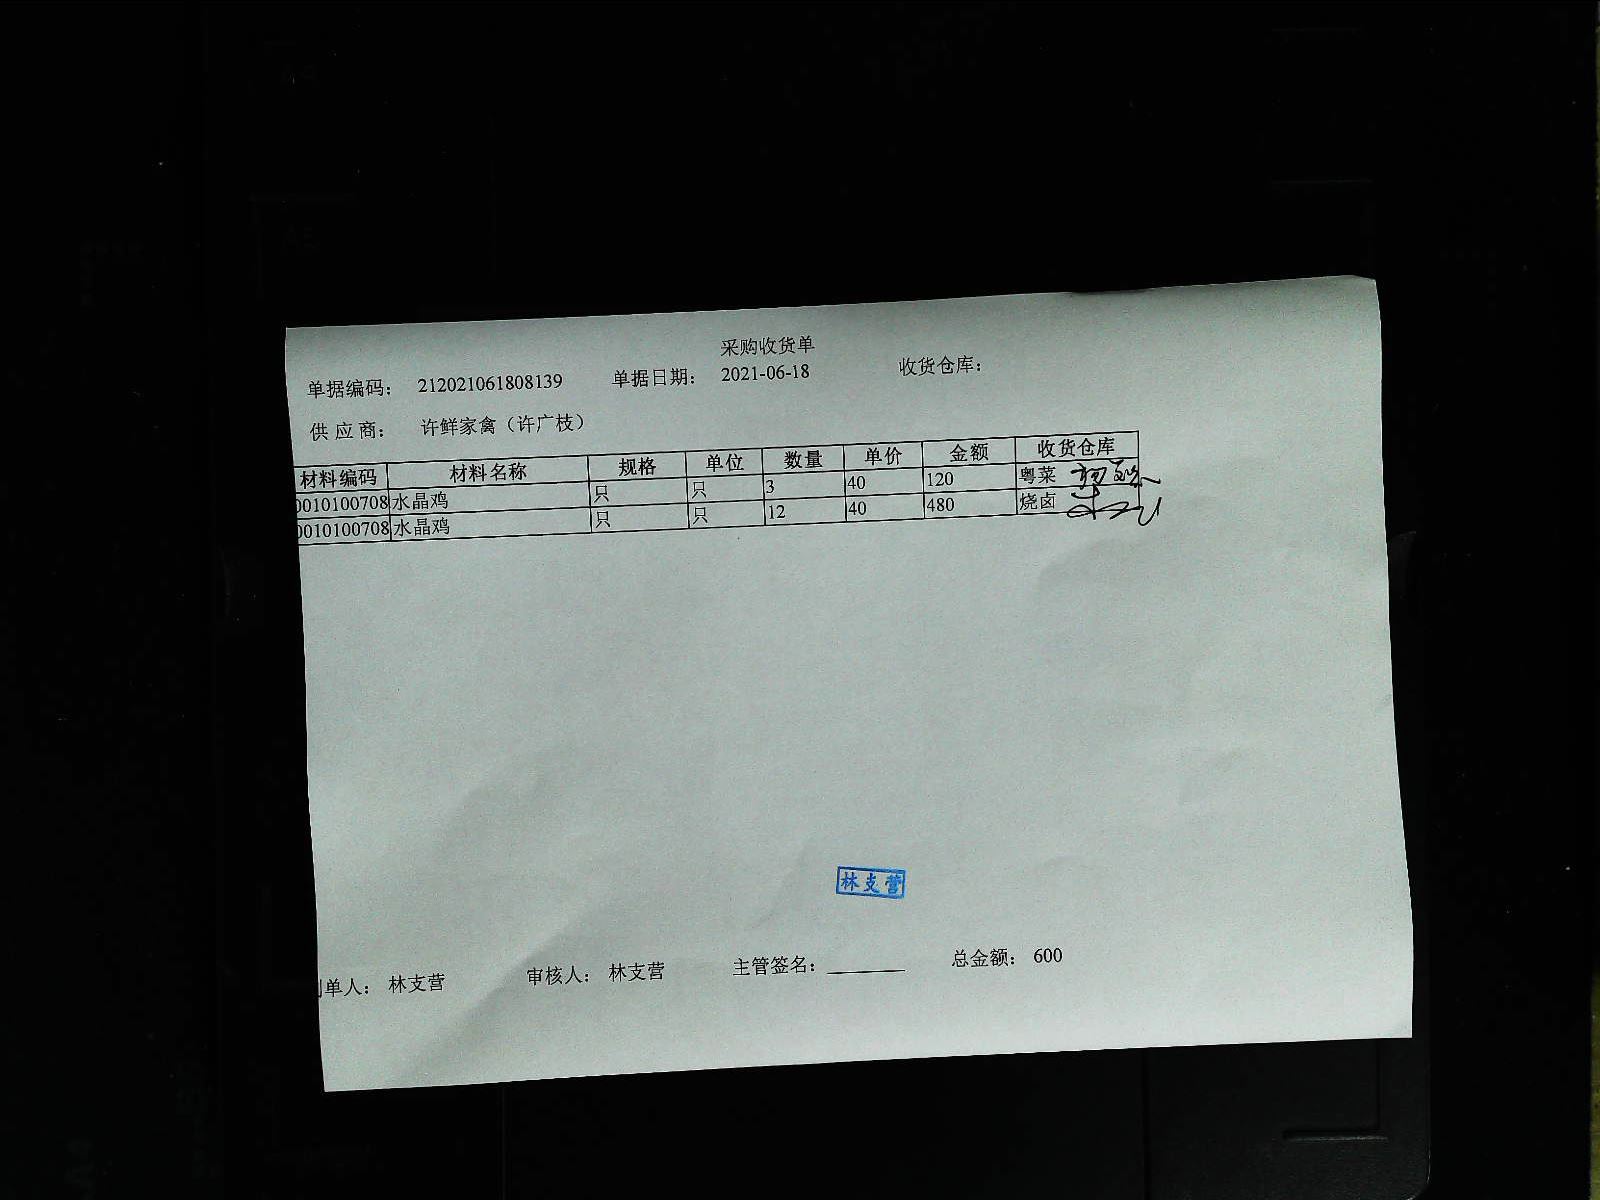 采购收货单
单据编码： 212021061808139 单据日期： 2021-06-18 收货仓库：
供应商： 许鲜家禽（许广枝）
材料编码 材料名称 规格 单位 数量 单价 金额 收货仓库
0010100708 水晶鸡 只 只 3 40 120 粤菜
0010100708 水晶鸡 只 只 12 40 480 烧卤
林支营
单人： 林支营 审核人： 林支营 主管签名： 总金额： 600